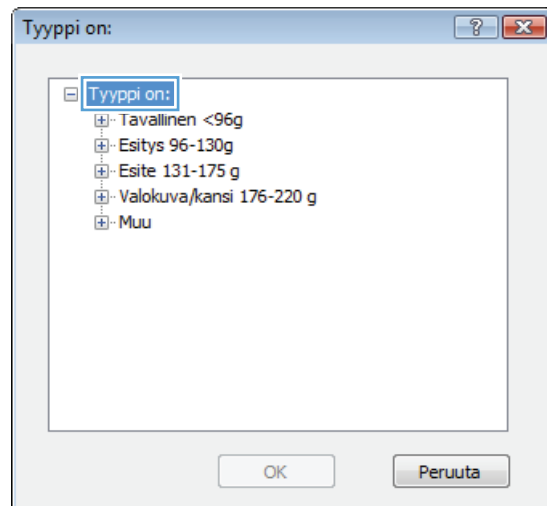 Tyyppi on:
Tyyppi on:
Tavallinen <96g
Esitys 96-130g
Esite 131-175 g
Valokuva/kansi 176-220 g
Muu
OK
Peruuta